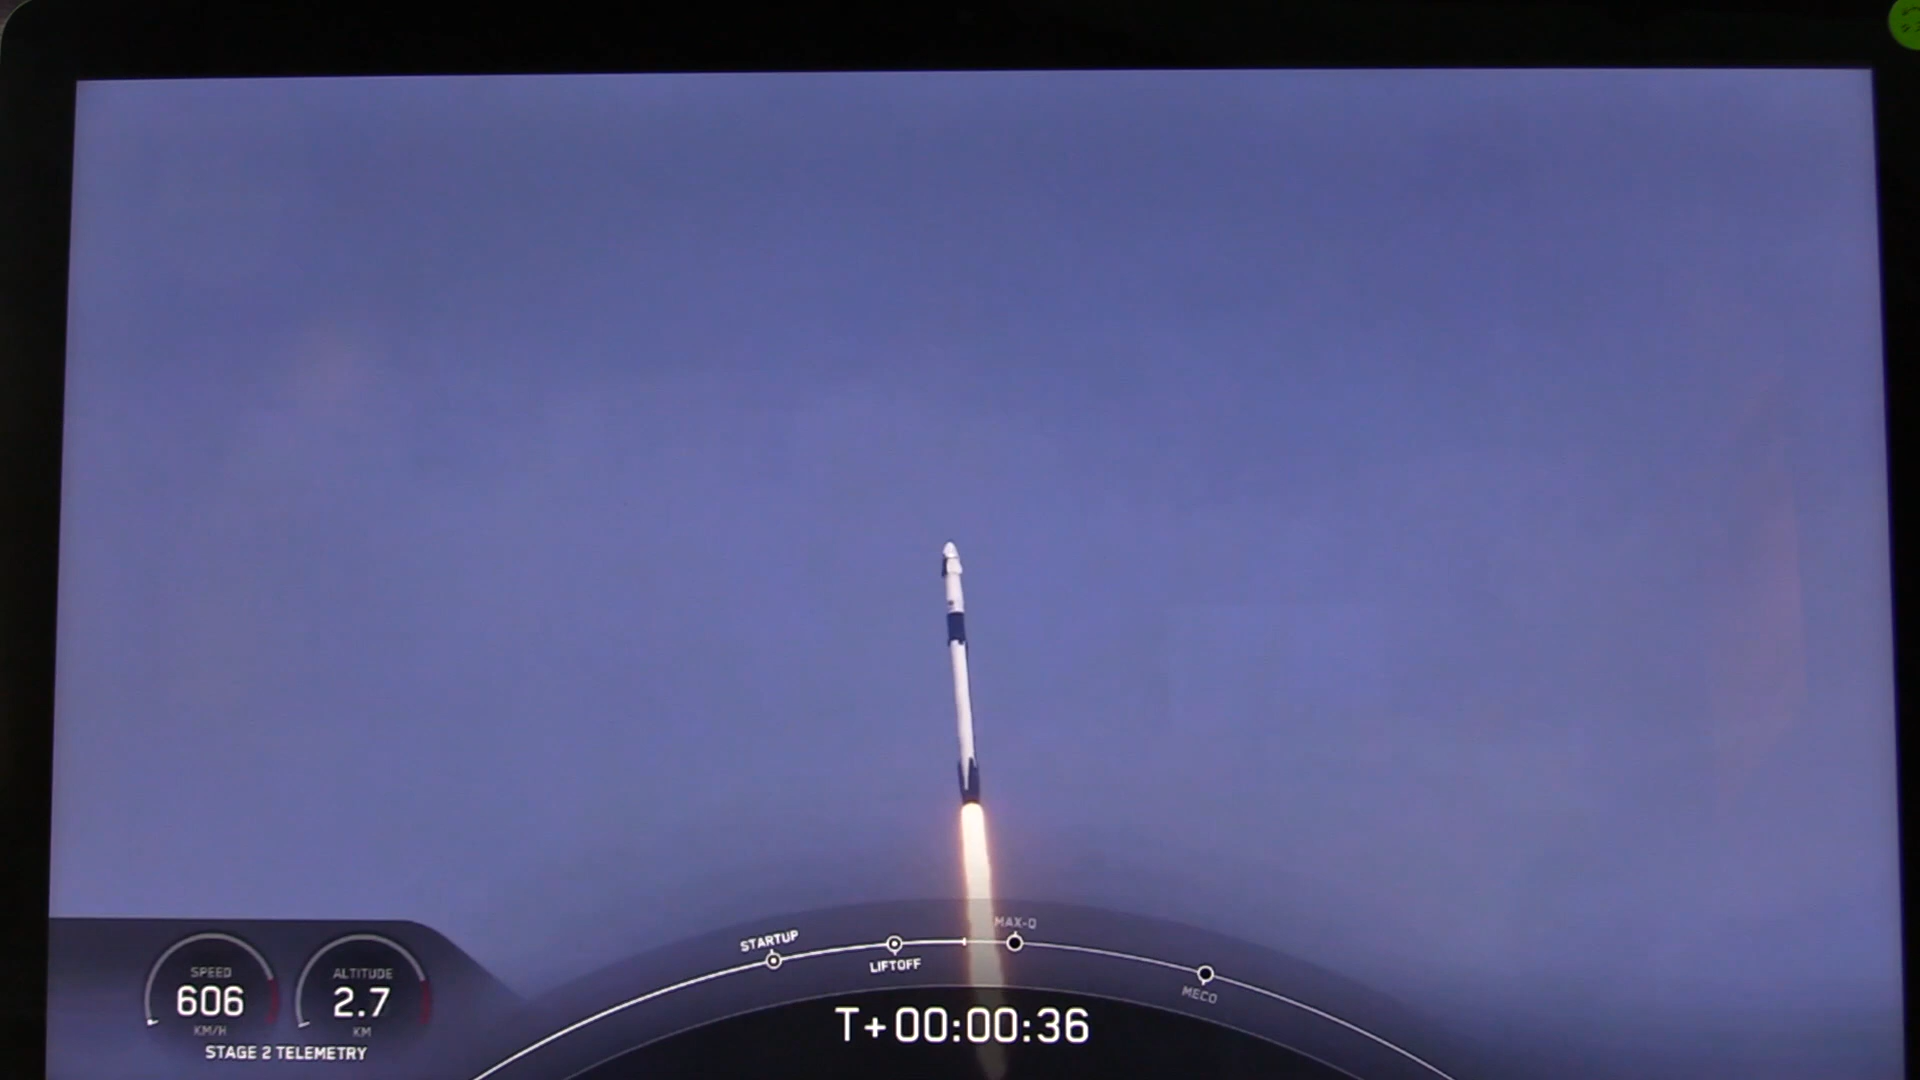 STARTUP
LIFTOFF
MAX-Q
MECO
SPEED
606
KM/H
ALTITUDE
2.7
KM
STAGE 2 TELEMETRY
T+00:00:36